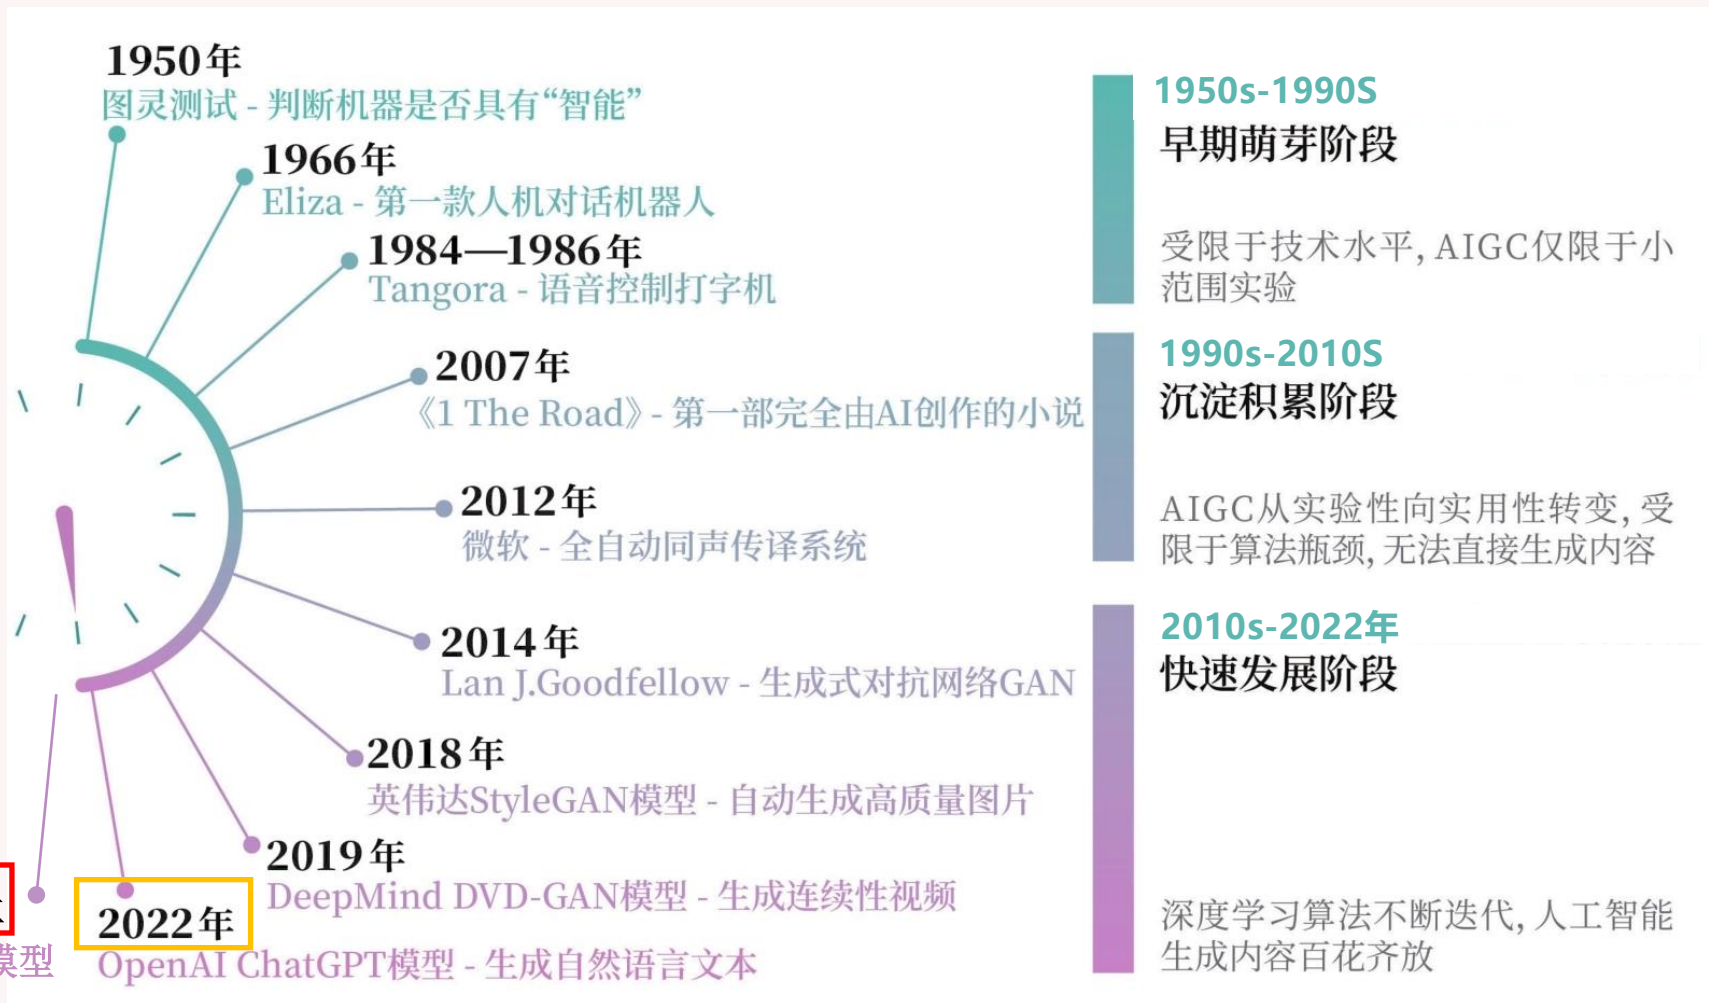 1950年
图灵测试 - 判断机器是否具有“智能”
1966年
Eliza - 第一款人机对话机器人
1984—1986年
Tangora - 语音控制打字机
2007年
《1 The Road》- 第一部完全由AI创作的小说
2012年
微软 - 全自动同声传译系统
2014年
Lan J.Goodfellow - 生成式对抗网络GAN
2018年
英伟达StyleGAN模型 - 自动生成高质量图片
2019年
DeepMind DVD-GAN模型 - 生成连续性视频
2022年
OpenAI ChatGPT模型 - 生成自然语言文本
模型
1950s-1990S
早期萌芽阶段
受限于技术水平, AIGC仅限于小
范围实验
1990s-2010S
沉淀积累阶段
AIGC从实验性向实用性转变, 受
限于算法瓶颈, 无法直接生成内容
2010s-2022年
快速发展阶段
深度学习算法不断迭代, 人工智能
生成内容百花齐放